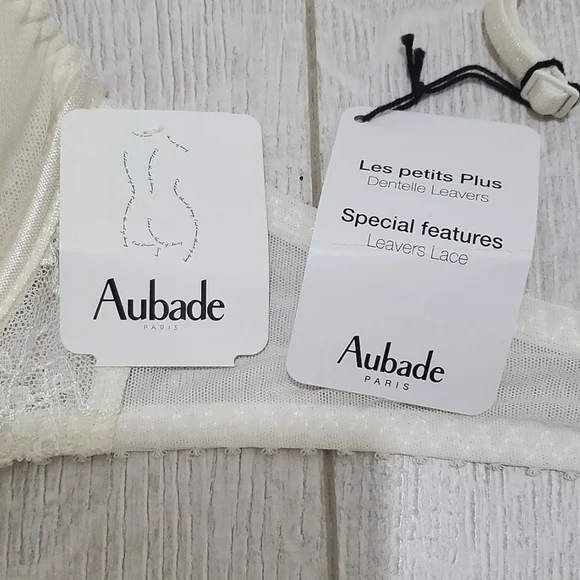 Aubade
PARIS
Les petits Plus
Dentelle Leavers
Special features
Leavers Lace
Aubade
PARIS